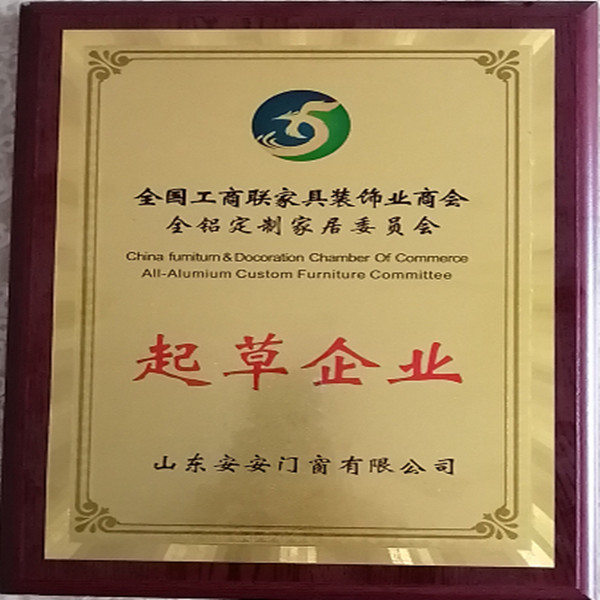 全国工商联家具装饰业商会
全铝定制家居委员会
China furniturn & Docoration Chamber Of Commerce
All-Alumium Custom Furniture Committee
起草企业
山东安安门窗有限公司